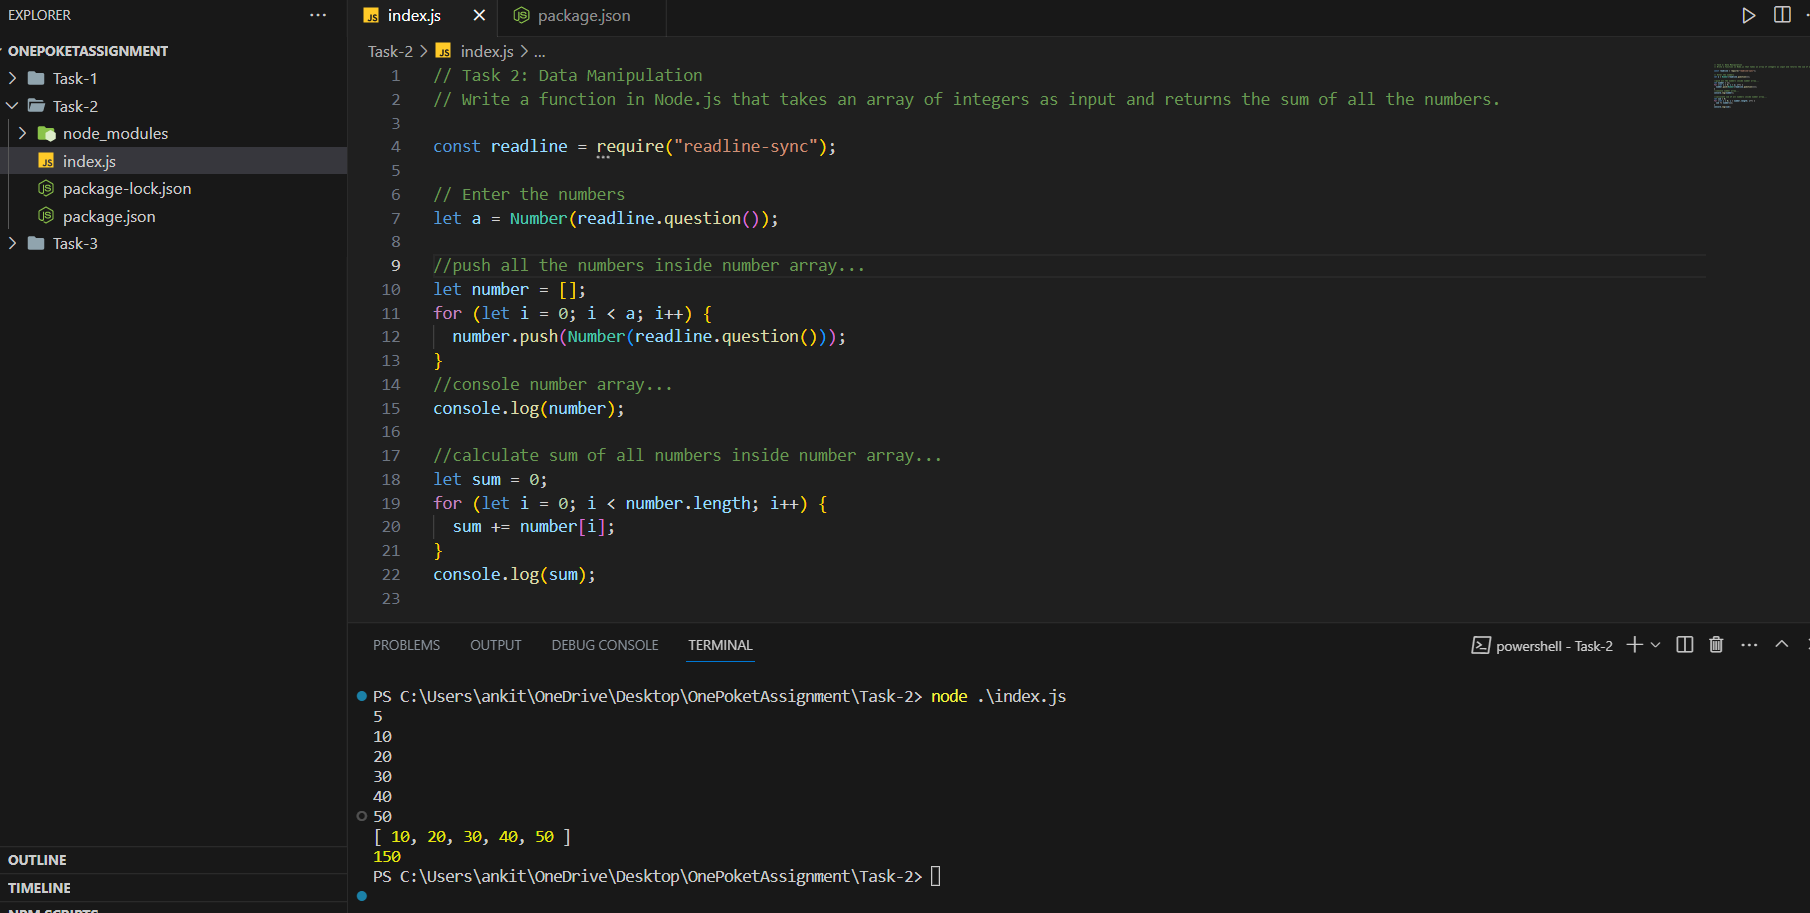 EXPLORER
ONEPOKETASSIGNMENT
Task-1
Task-2
node_modules
index.js
package-lock.json
package.json
Task-3
OUTLINE
TIMELINE
NPM SCRIPTS
index.js
package.json
Task-2 > index.js > ...
1 // Task 2: Data Manipulation
2 // Write a function in Node.js that takes an array of integers as input and returns the sum of all the numbers.
3
4 const readline = require("readline-sync");
5
6 // Enter the numbers
7 let a = Number(readline.question());
8
9 //push all the numbers inside number array...
10 let number = [];
11 for (let i = 0; i < a; i++) {
12 number.push(Number(readline.question()));
13 }
14 //console number array...
15 console.log(number);
16
17 //calculate sum of all numbers inside number array...
18 let sum = 0;
19 for (let i = 0; i < number.length; i++) {
20 sum += number[i];
21 }
22 console.log(sum);
23
PROBLEMS OUTPUT DEBUG CONSOLE TERMINAL
powershell - Task-2
PS C:\Users\ankit\OneDrive\Desktop\OnePoketAssignment\Task-2> node .\index.js
5
10
20
30
40
50
[ 10, 20, 30, 40, 50 ]
150
PS C:\Users\ankit\OneDrive\Desktop\OnePoketAssignment\Task-2>